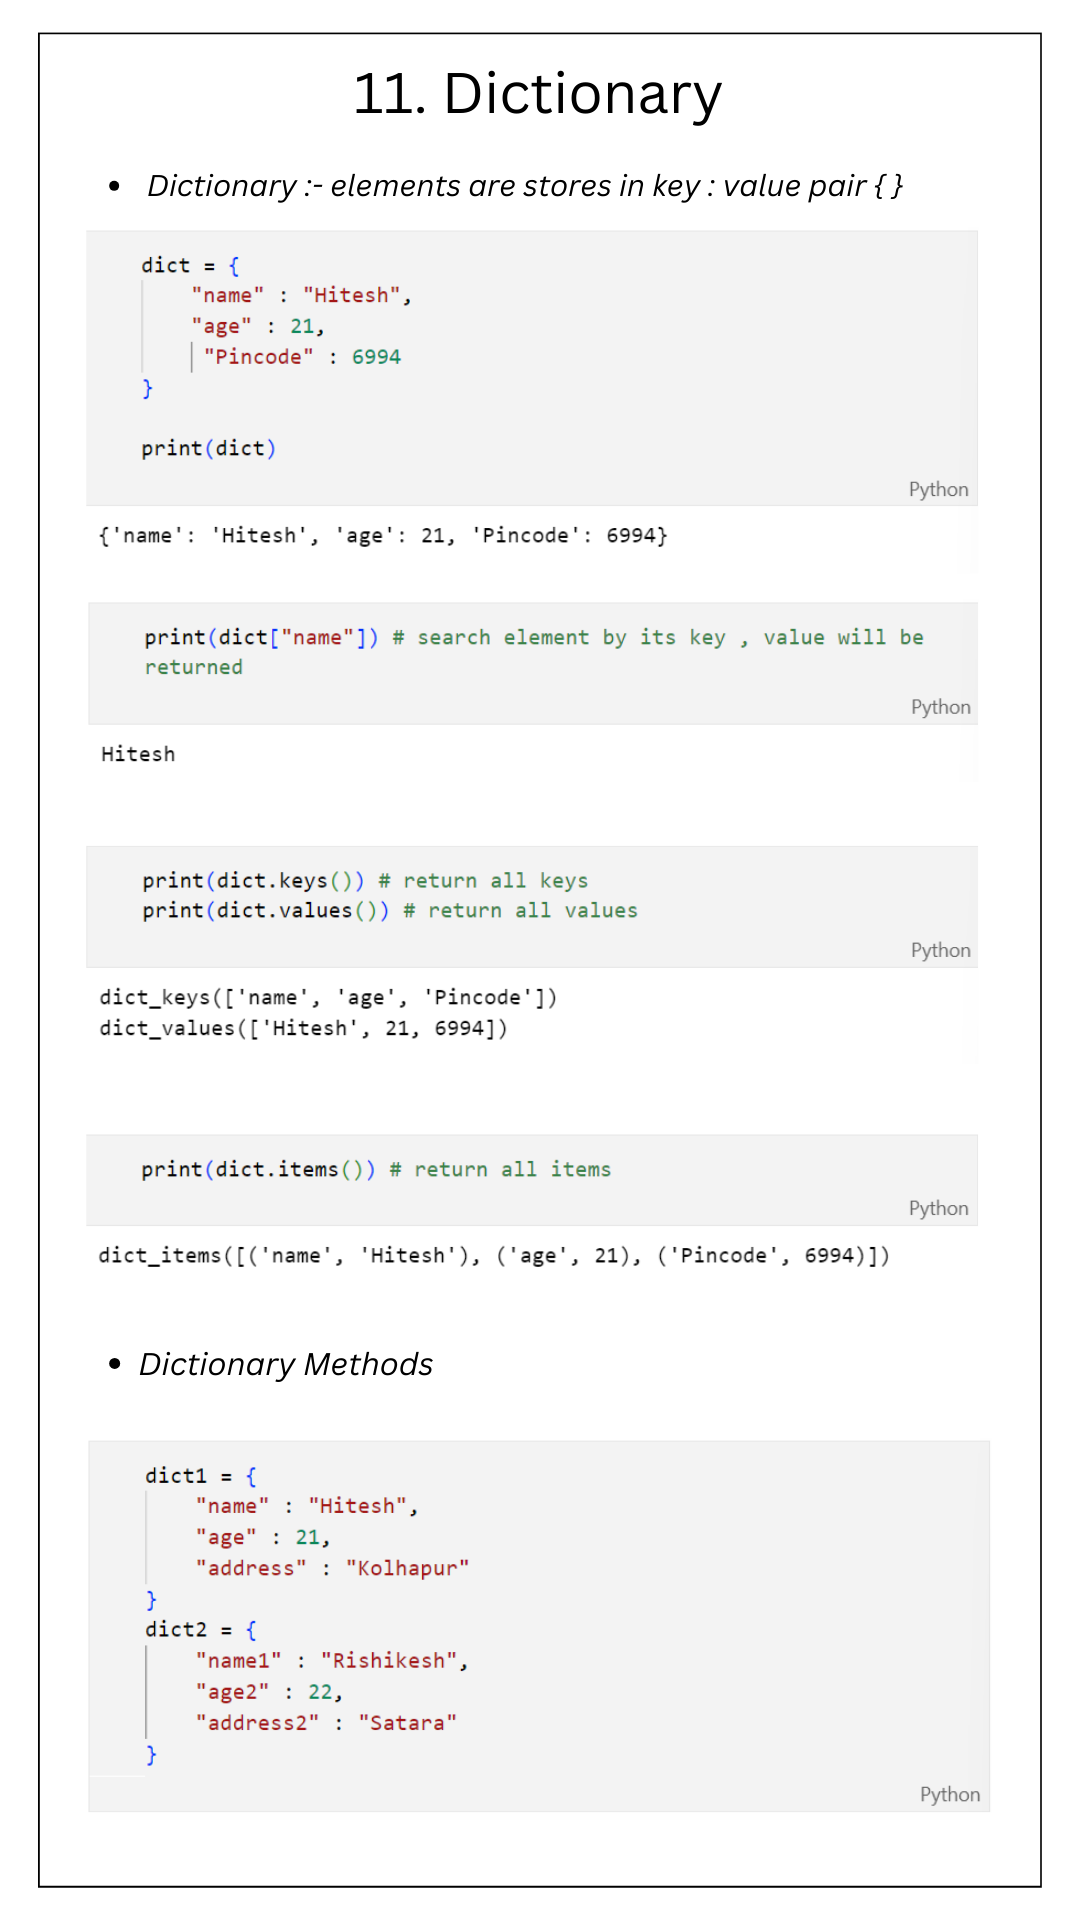 11. Dictionary
• Dictionary :- elements are stores in key : value pair { }
dict = {
"name" : "Hitesh",
"age" : 21,
"Pincode" : 6994
}
print(dict)
Python
{'name': 'Hitesh', 'age': 21, 'Pincode': 6994}
print(dict["name"]) # search element by its key , value will be
returned
Python
Hitesh
print(dict.keys()) # return all keys
print(dict.values()) # return all values
Python
dict_keys(['name', 'age', 'Pincode'])
dict_values(['Hitesh', 21, 6994])
print(dict.items()) # return all items
Python
dict_items([('name', 'Hitesh'), ('age', 21), ('Pincode', 6994)])
• Dictionary Methods
dict1 = {
"name" : "Hitesh",
"age" : 21,
"address" : "Kolhapur"
}
dict2 = {
"name1" : "Rishikesh",
"age2" : 22,
"address2" : "Satara"
}
Python